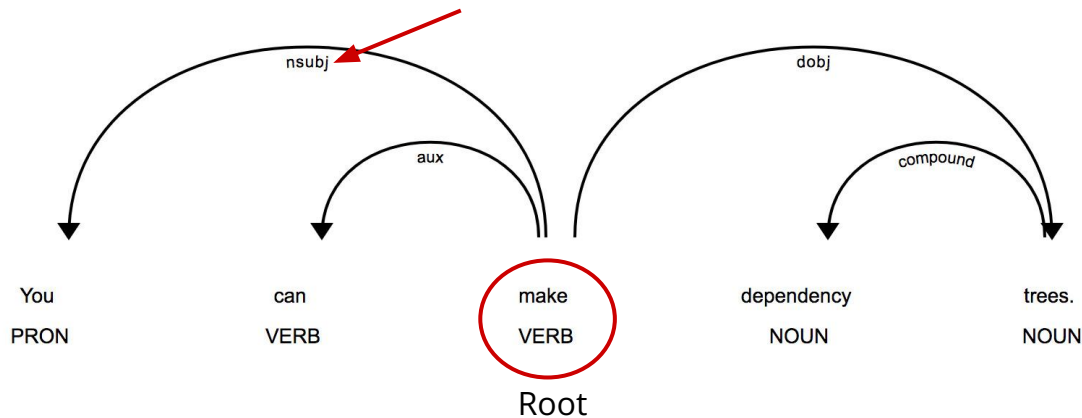 nsubj
dobj
aux
compound
You can make dependency trees.
PRON VERB VERB NOUN NOUN
Root